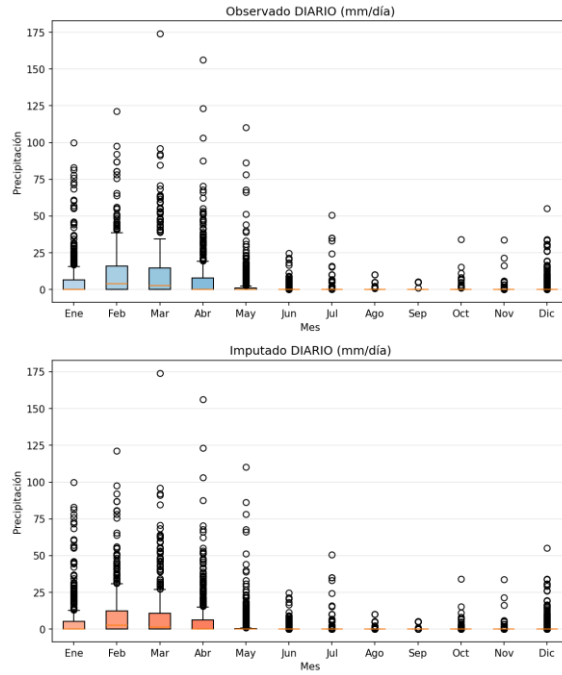 Observado DIARIO (mm/día)
Precipitación
175
150
125
100
75
50
25
0
Ene Feb Mar Abr May Jun Jul Ago Sep Oct Nov Dic
Mes
Imputado DIARIO (mm/día)
Precipitación
175
150
125
100
75
50
25
0
Ene Feb Mar Abr May Jun Jul Ago Sep Oct Nov Dic
Mes